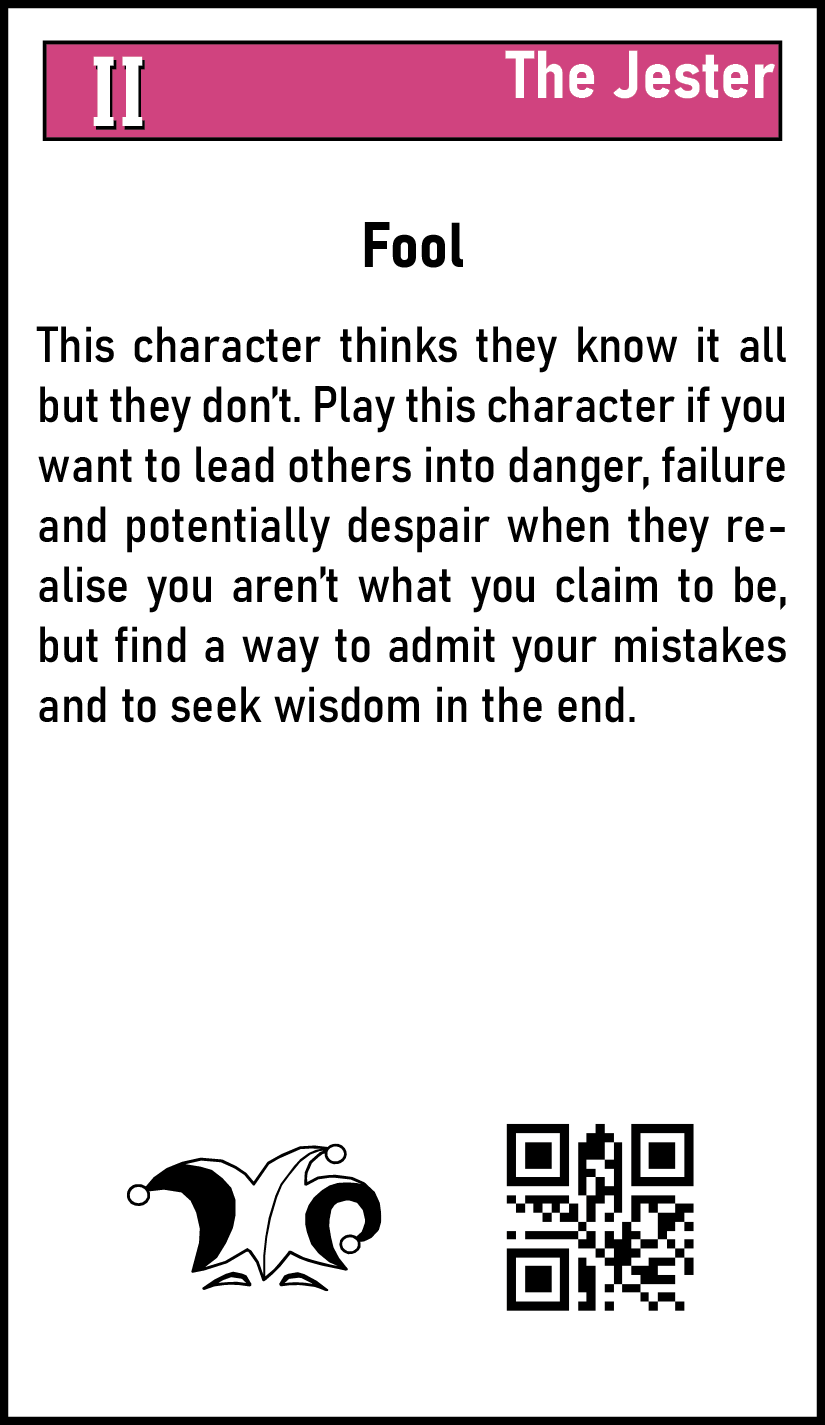 II The Jester
Fool
This character thinks they know it all
but they don’t. Play this character if you
want to lead others into danger, failure
and potentially despair when they re-
alise you aren’t what you claim to be,
but find a way to admit your mistakes
and to seek wisdom in the end.